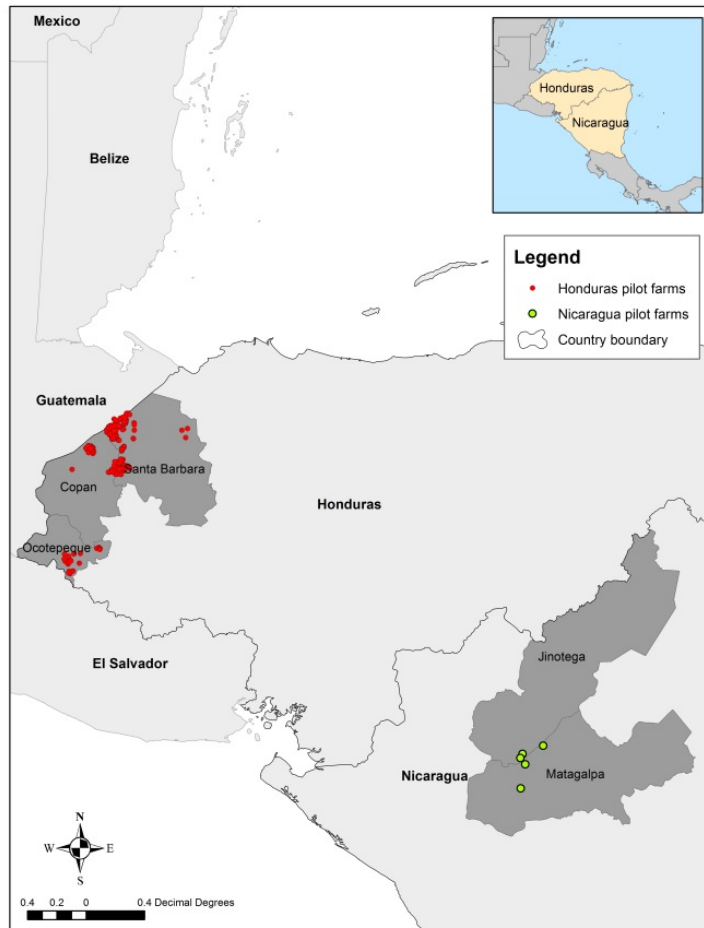 Mexico
Belize
Honduras
Nicaragua
Legend
Honduras pilot farms
Nicaragua pilot farms
Country boundary
Guatemala
Santa Barbara
Copan
Honduras
Ocotepeque
El Salvador
Jinotega
Nicaragua
Matagalpa
N
W E
S
0.4 0.2 0 0.4 Decimal Degrees